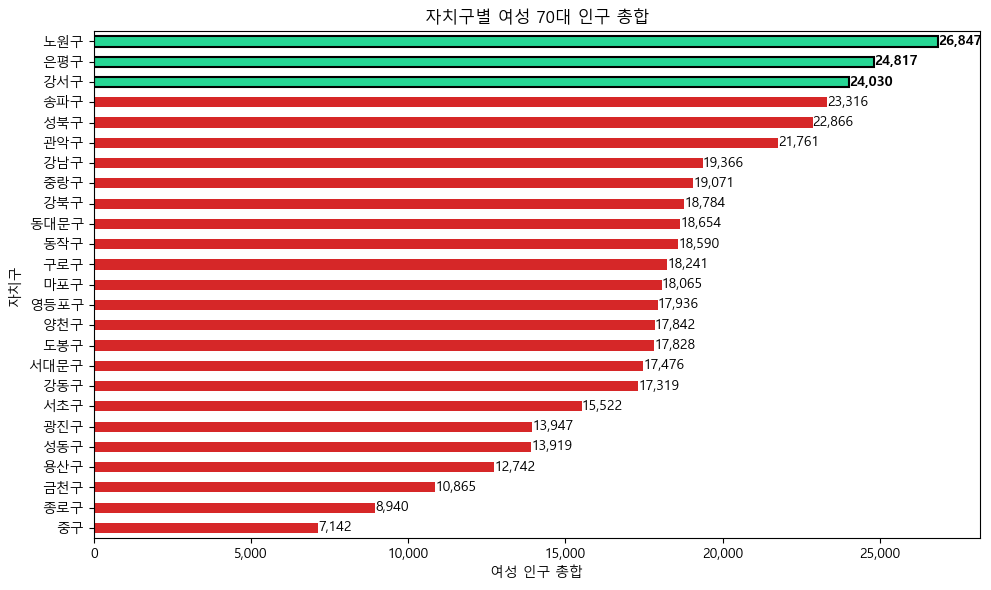 자치구별 여성 70대 인구 총합
노원구 26,847
은평구 24,817
강서구 24,030
송파구 23,316
성북구 22,866
관악구 21,761
강남구 19,366
중랑구 19,071
강북구 18,784
동대문구 18,654
동작구 18,590
구로구 18,241
마포구 18,065
영등포구 17,936
양천구 17,842
도봉구 17,828
서대문구 17,476
강동구 17,319
서초구 15,522
광진구 13,947
성동구 13,919
용산구 12,742
금천구 10,865
종로구 8,940
중구 7,142
자치구
0 5,000 10,000 15,000 20,000 25,000
여성 인구 총합